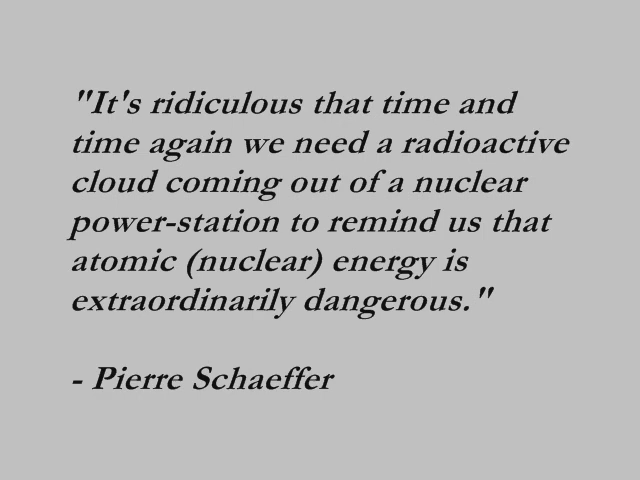 "It's ridiculous that time and
time again we need a radioactive
cloud coming out of a nuclear
power-station to remind us that
atomic (nuclear) energy is
extraordinarily dangerous."
- Pierre Schaeffer